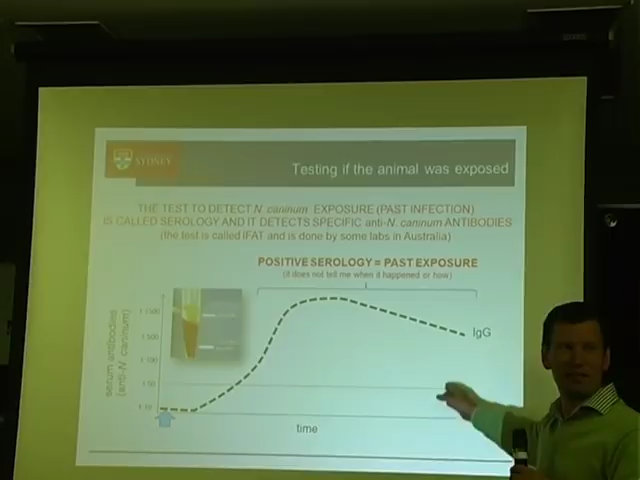 SYDNEY
Testing if the animal was exposed
THE TEST TO DETECT N. caninum EXPOSURE (PAST INFECTION)
IS CALLED SEROLOGY AND IT DETECTS SPECIFIC anti-N. caninum ANTIBODIES
(the test is called IFAT and is done by some labs in Australia)
POSITIVE SEROLOGY = PAST EXPOSURE
(it does not tell me when it happened or how)
serum antibodies
(anti-N. caninum)
IgG
time